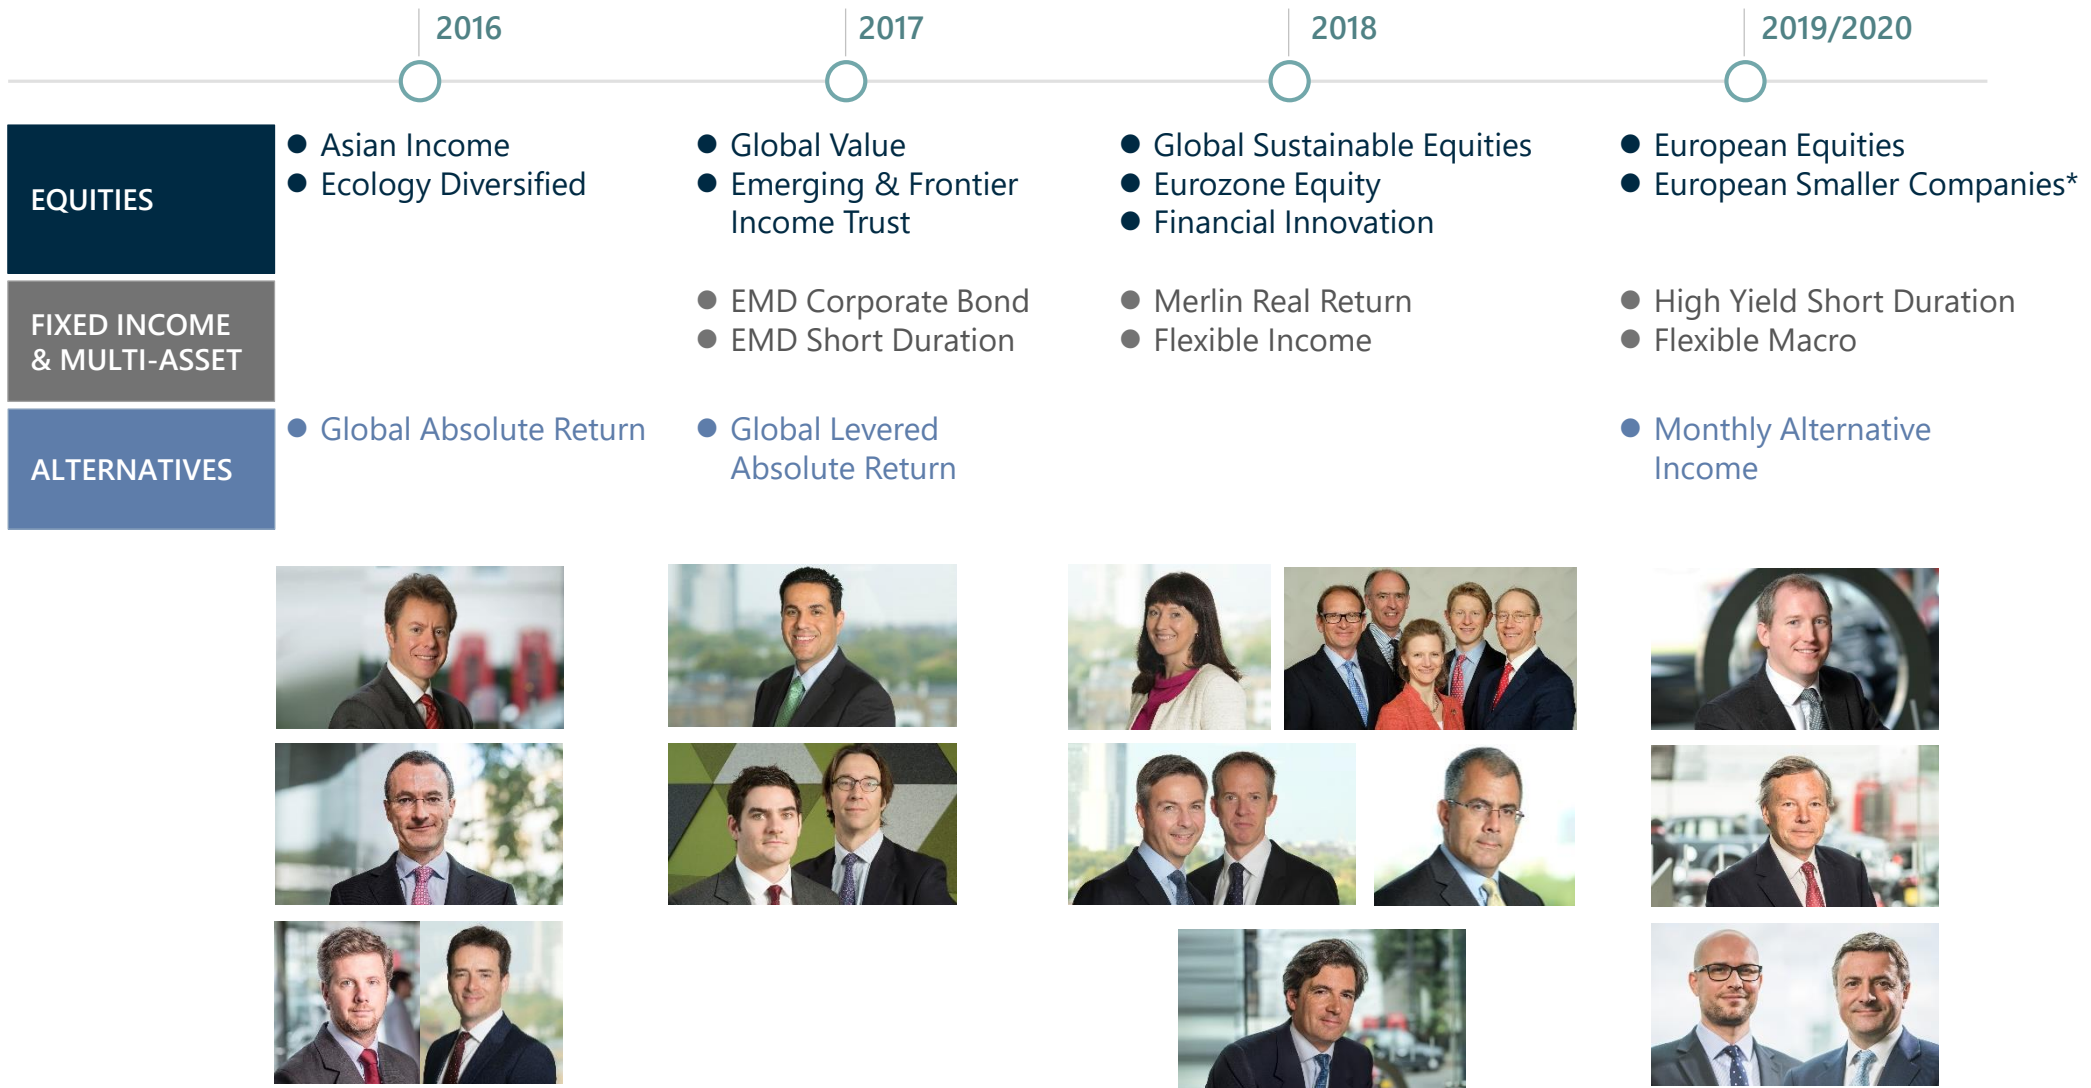 2016
2017
2018
2019/2020
EQUITIES
● Asian Income
● Ecology Diversified
● Global Value
● Emerging & Frontier
Income Trust
● Global Sustainable Equities
● Eurozone Equity
● Financial Innovation
● European Equities
● European Smaller Companies*
FIXED INCOME
& MULTI-ASSET
● EMD Corporate Bond
● EMD Short Duration
● Merlin Real Return
● Flexible Income
● High Yield Short Duration
● Flexible Macro
ALTERNATIVES
● Global Absolute Return
● Global Levered
Absolute Return
● Monthly Alternative
Income